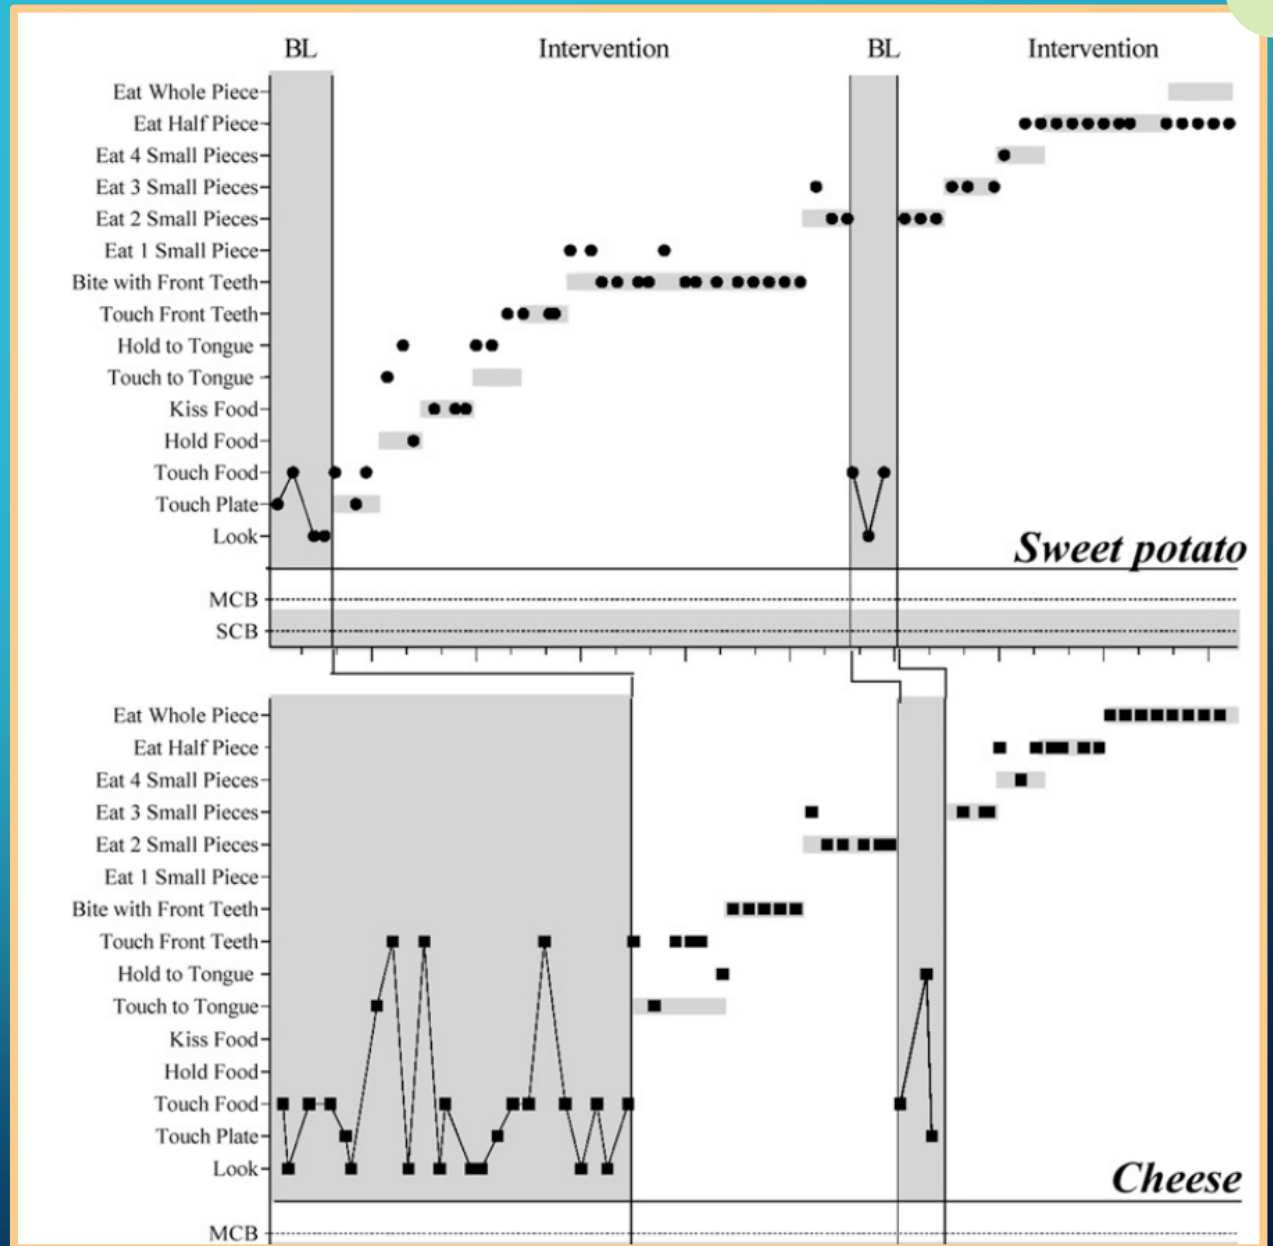 BL Intervention BL Intervention
Eat Whole Piece
Eat Half Piece
Eat 4 Small Pieces
Eat 3 Small Pieces
Eat 2 Small Pieces
Eat 1 Small Piece
Bite with Front Teeth
Touch Front Teeth
Hold to Tongue
Touch to Tongue
Kiss Food
Hold Food
Touch Food
Touch Plate
Look
Sweet potato
MCB
SCB
Eat Whole Piece
Eat Half Piece
Eat 4 Small Pieces
Eat 3 Small Pieces
Eat 2 Small Pieces
Eat 1 Small Piece
Bite with Front Teeth
Touch Front Teeth
Hold to Tongue
Touch to Tongue
Kiss Food
Hold Food
Touch Food
Touch Plate
Look
Cheese
MCB